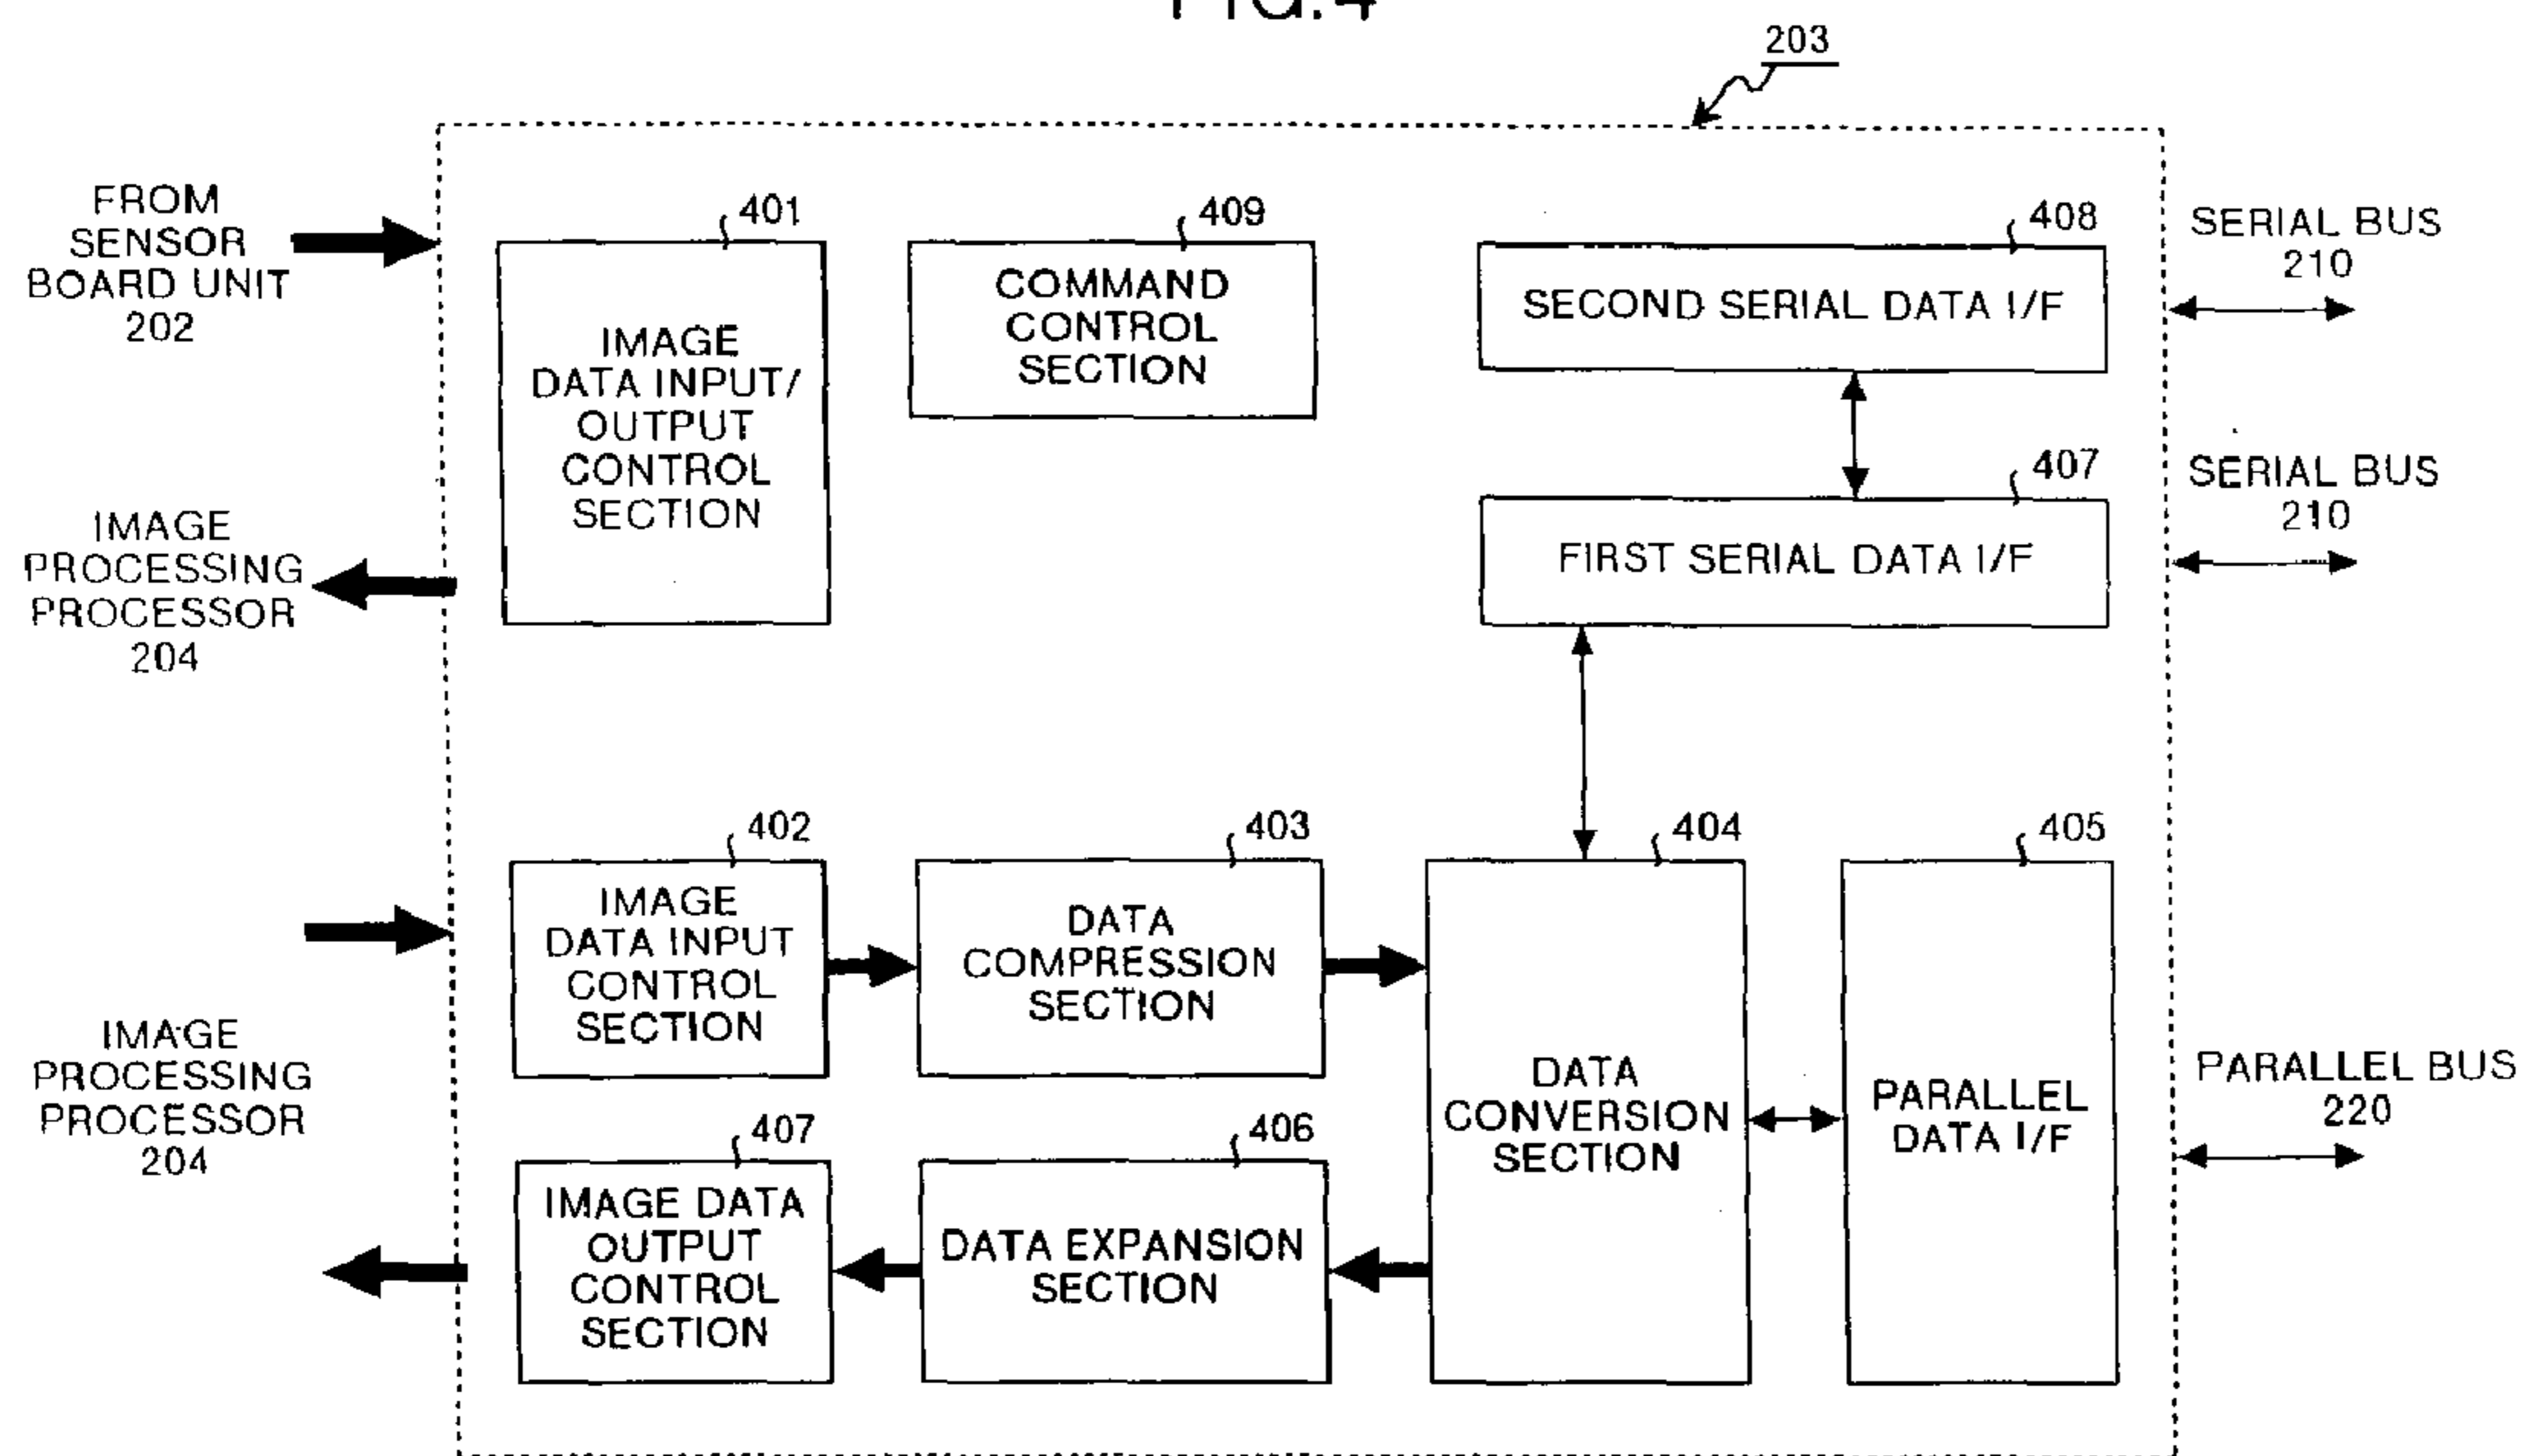 FIG.4
203
FROM
SENSOR
BOARD UNIT
202
401
IMAGE
DATA INPUT/
OUTPUT
CONTROL
SECTION
409
COMMAND
CONTROL
SECTION
408
SECOND SERIAL DATA I/F
SERIAL BUS
210
407
FIRST SERIAL DATA I/F
SERIAL BUS
210
IMAGE
PROCESSING
PROCESSOR
204
402
IMAGE
DATA INPUT
CONTROL
SECTION
403
DATA
COMPRESSION
SECTION
404
DATA
CONVERSION
SECTION
405
PARALLEL
DATA I/F
PARALLEL BUS
220
IMAGE
PROCESSING
PROCESSOR
204
407
IMAGE DATA
OUTPUT
CONTROL
SECTION
406
DATA EXPANSION
SECTION